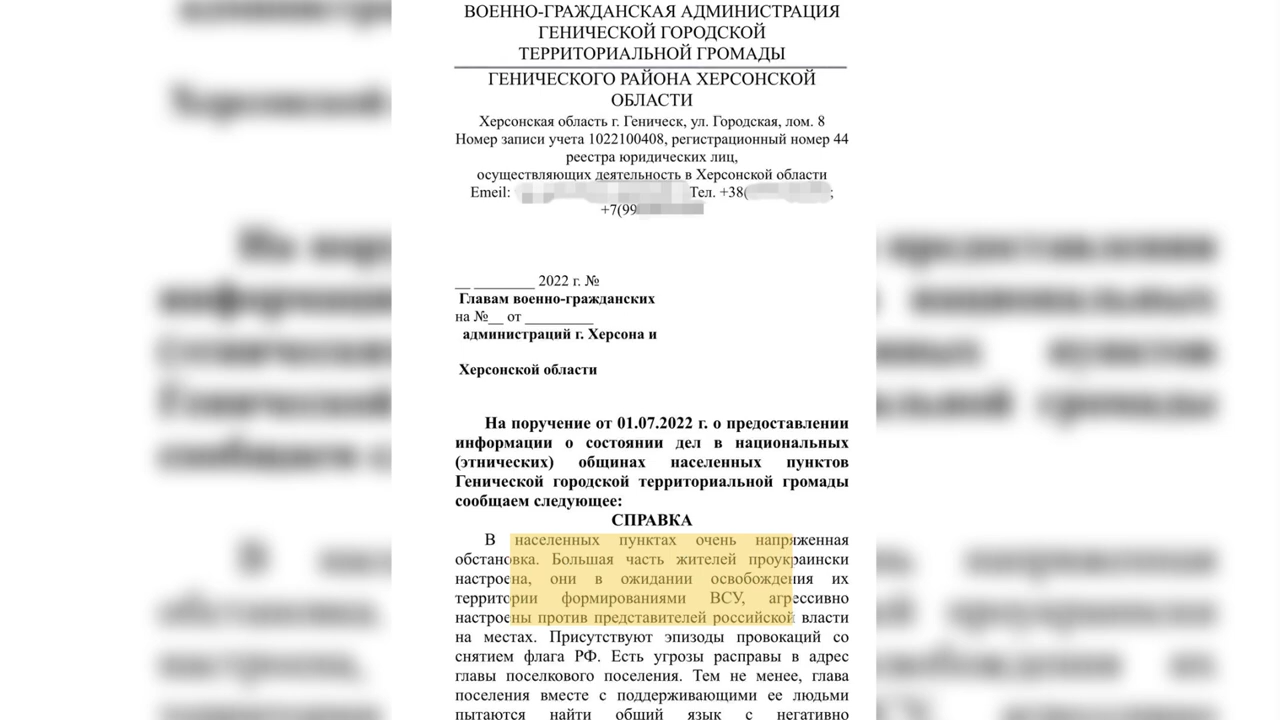 ВОЕННО-ГРАЖДАНСКАЯ АДМИНИСТРАЦИЯ
ГЕНИЧЕСКОЙ ГОРОДСКОЙ
ТЕРРИТОРИАЛЬНОЙ ГРОМАДЫ
ГЕНИЧЕСКОГО РАЙОНА ХЕРСОНСКОЙ
ОБЛАСТИ
Херсонская область г. Геническ, ул. Городская, лом. 8
Номер записи учета 1022100408, регистрационный номер 44
реестра юридических лиц,
осуществляющих деятельность в Херсонской области
Emeil: Тел. +38( ;
+7(99
__ ________ 2022 г. №
Главам военно-гражданских
на №__ от _________
администраций г. Херсона и
Херсонской области
На поручение от 01.07.2022 г. о предоставлении
информации о состоянии дел в национальных
(этнических) общинах населенных пунктов
Генической городской территориальной громады
сообщаем следующее:
СПРАВКА
В населенных пунктах очень напряженная
обстановка. Большая часть жителей проукраински
настроена, они в ожидании освобождения их
территории формированиями ВСУ, агрессивно
настроены против представителей российской власти
на местах. Присутствуют эпизоды провокаций со
снятием флага РФ. Есть угрозы расправы в адрес
главы поселкового поселения. Тем не менее, глава
поселения вместе с поддерживающими ее людьми
пытаются найти общий язык с негативно